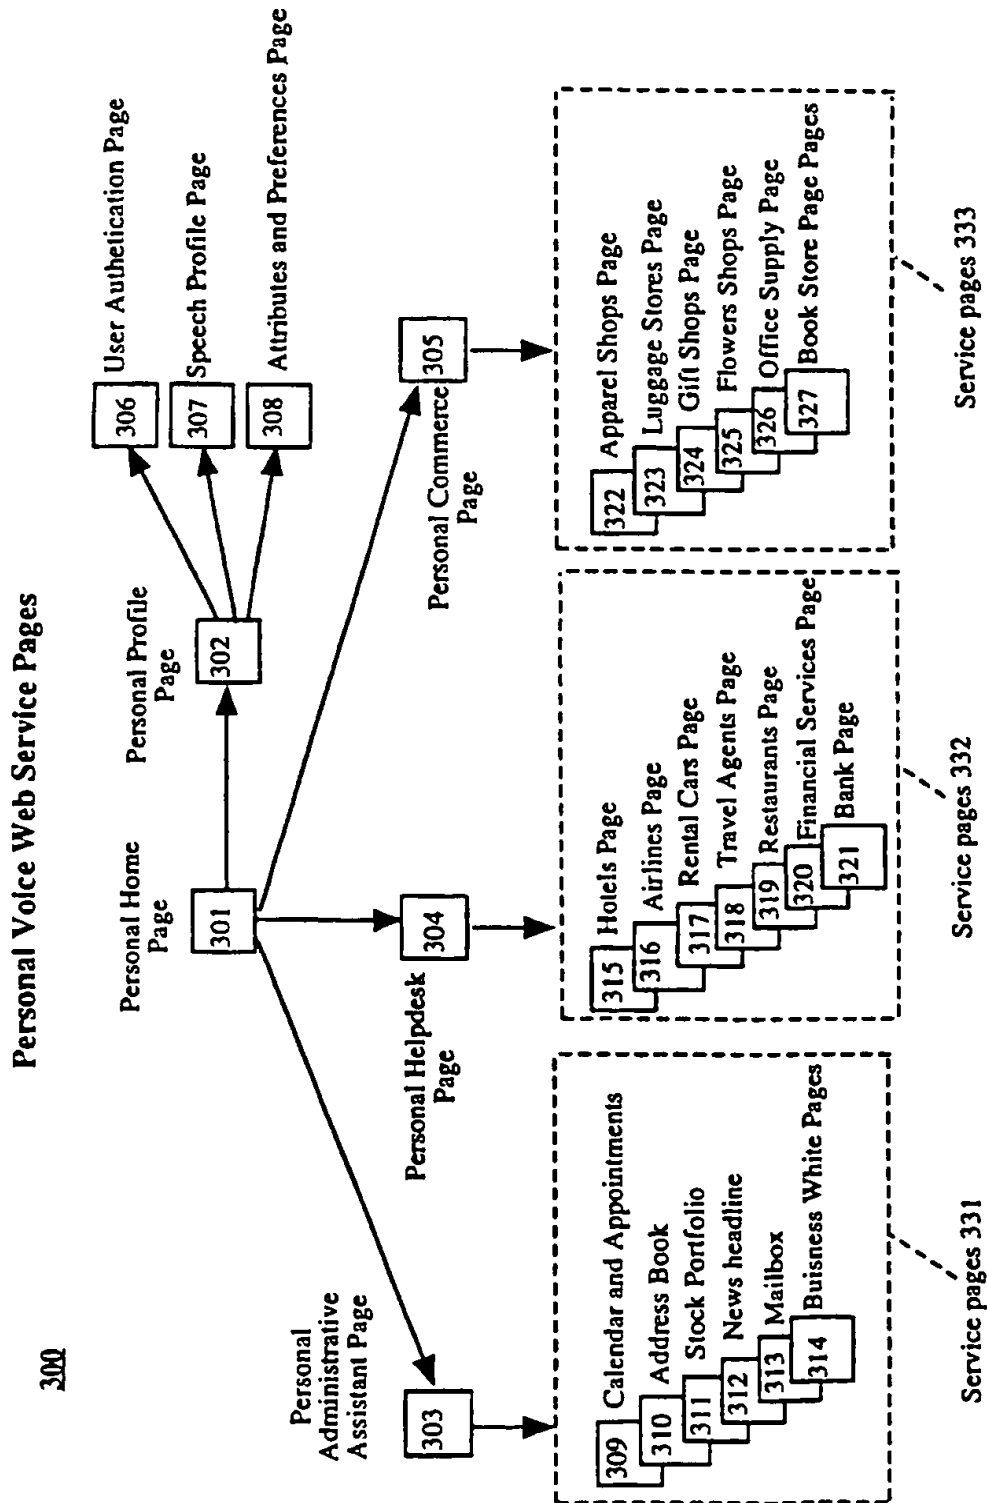 Personal Voice Web Service Pages
300
Personal Home
Page
301
Personal Profile
Page
302
306
User Authetication Page
307
Speech Profile Page
308
Attributes and Preferences Page
Personal
Administrative
Assistant Page
303
Personal Helpdesk
Page
304
Personal Commerce
Page
305
309
Calendar and Appointments
310
Address Book
311
Stock Portfolio
312
News headline
313
Mailbox
314
Buisness White Pages
Service pages 331
315
Hotels Page
316
Airlines Page
317
Rental Cars Page
318
Travel Agents Page
319
Restaurants Page
320
Financial Services Page
321
Bank Page
Service pages 332
322
Apparel Shops Page
323
Luggage Stores Page
324
Gift Shops Page
325
Flowers Shops Page
326
Office Supply Page
327
Book Store Page Pages
Service pages 333